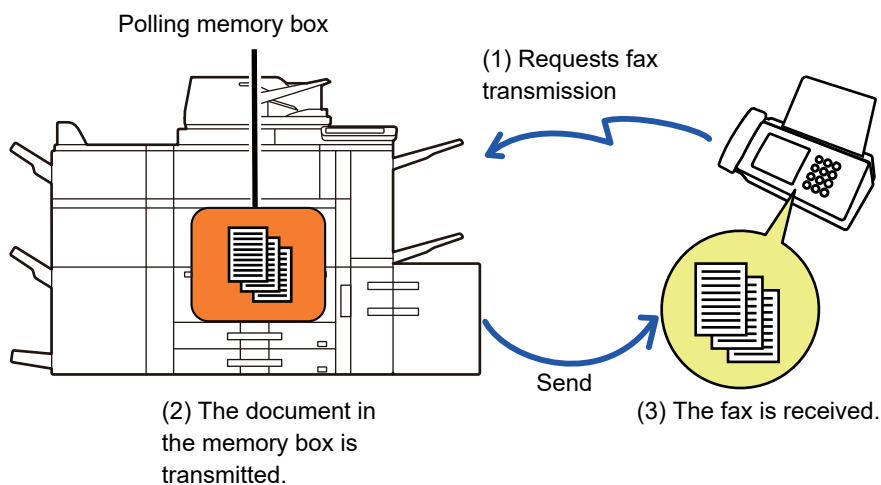 Polling memory box
(1) Requests fax
transmission
Send
(2) The document in
the memory box is
transmitted.
(3) The fax is received.